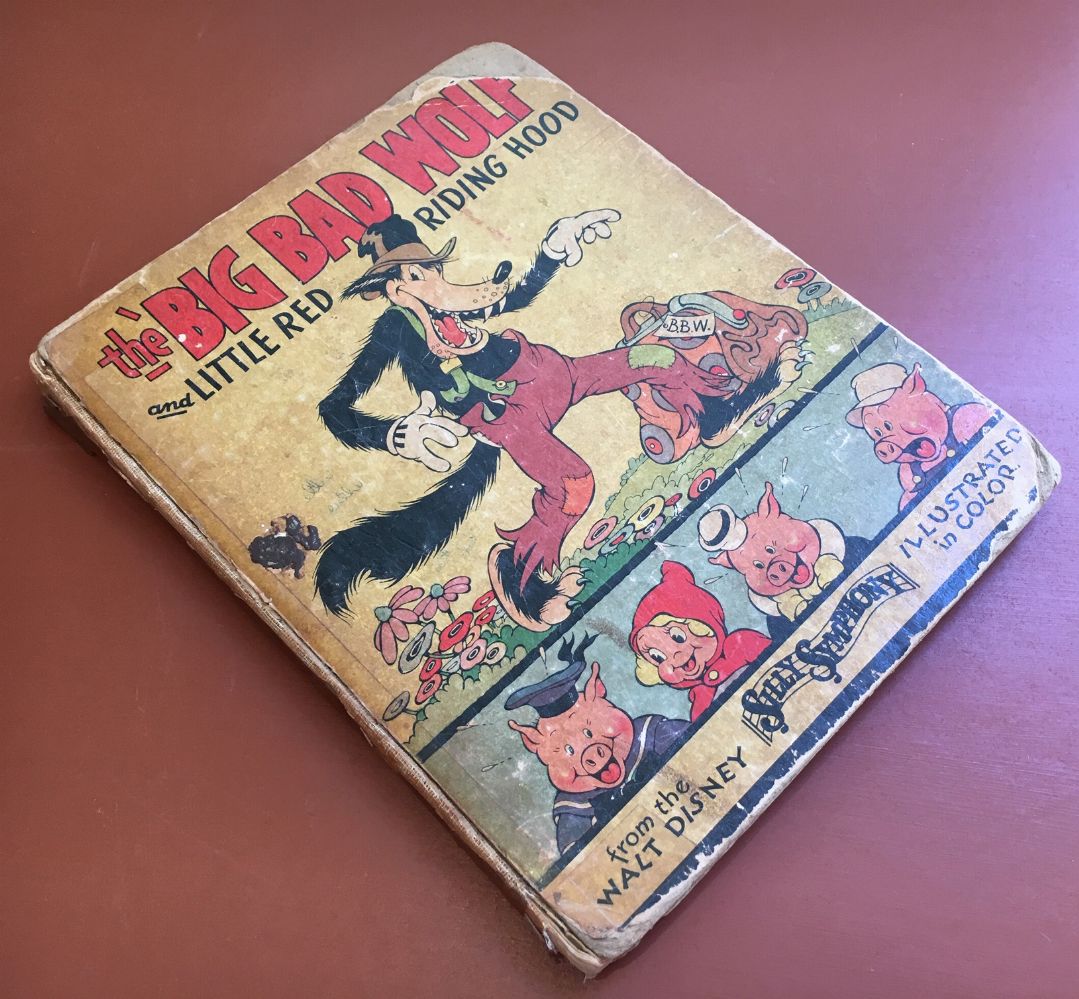 the BIG BAD WOLF
and LITTLE RED RIDING HOOD
B.B.W.
from the
WALT DISNEY
SILLY SYMPHONY
ILLUSTRATED
in COLOR.